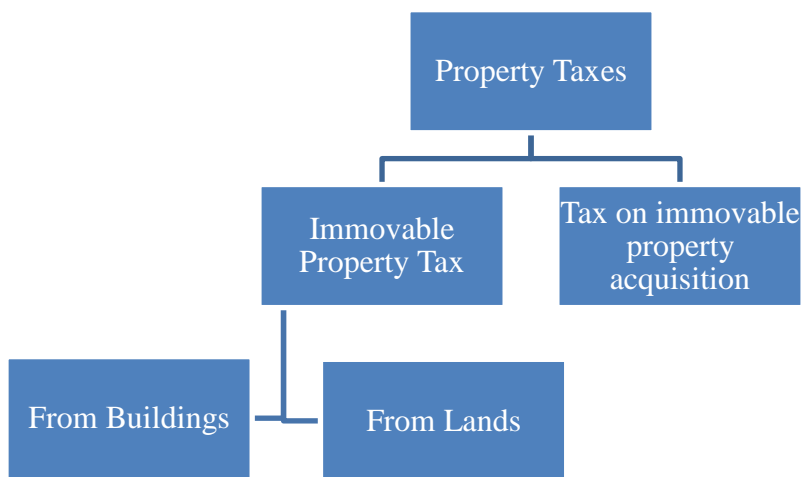 Property Taxes
Immovable
Property Tax
Tax on immovable
property
acquisition
From Buildings
From Lands